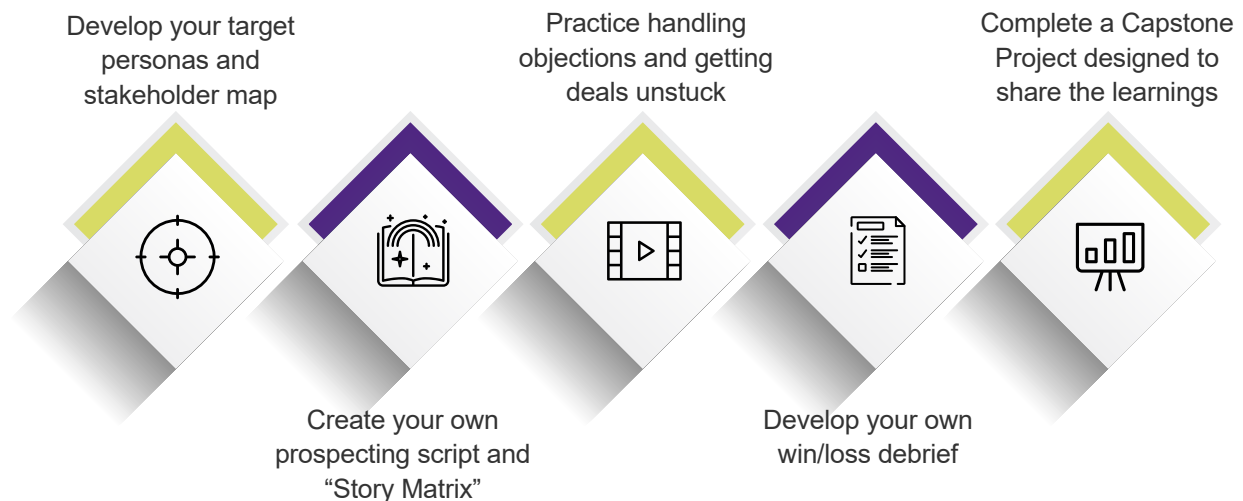 Develop your target
personas and
stakeholder map
Create your own
prospecting script and
“Story Matrix”
Practice handling
objections and getting
deals unstuck
Develop your own
win/loss debrief
Complete a Capstone
Project designed to
share the learnings